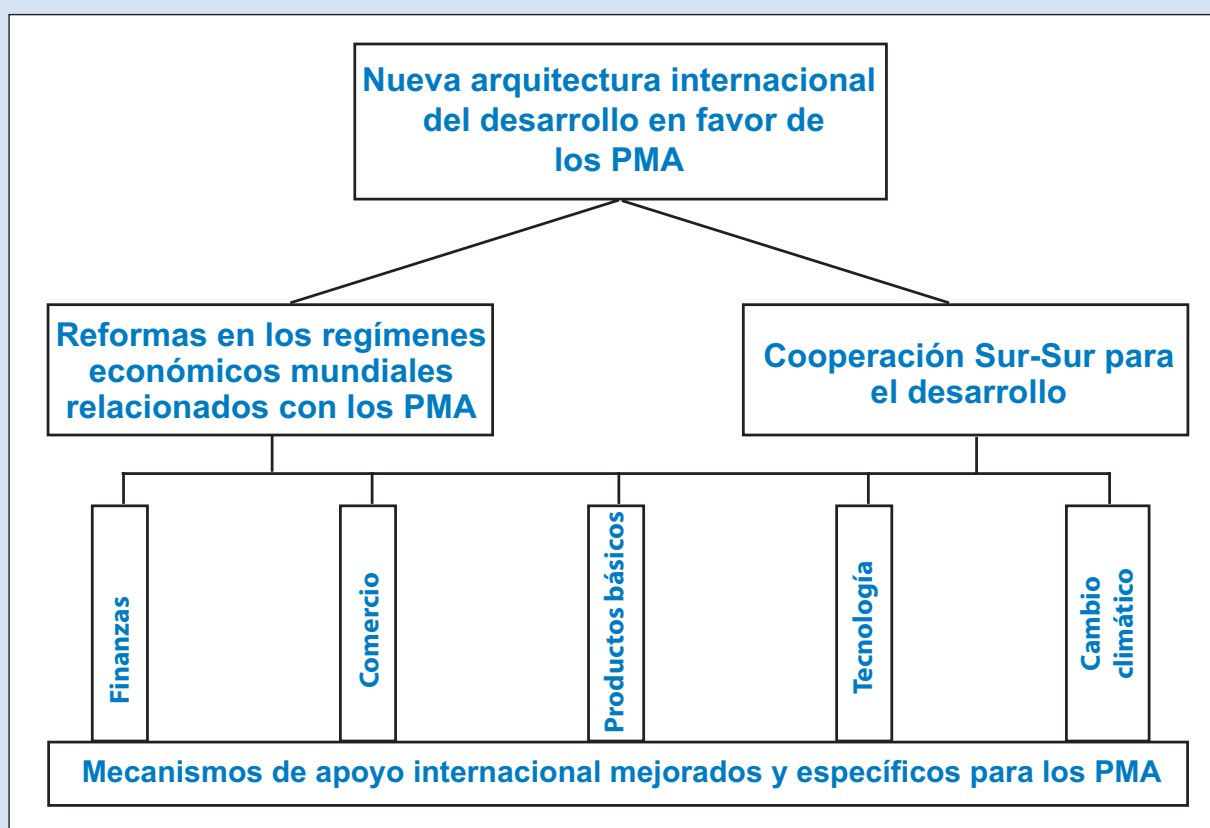 Nueva arquitectura internacional
del desarrollo en favor de
los PMA
Reformas en los regímenes
económicos mundiales
relacionados con los PMA
Cooperación Sur-Sur para
el desarrollo
Finanzas
Comercio
Productos básicos
Tecnología
Cambio
climático
Mecanismos de apoyo internacional mejorados y específicos para los PMA